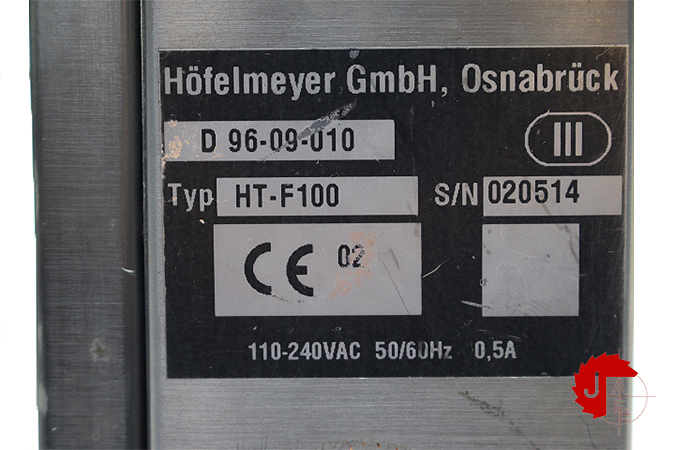 Höfelmeyer GmbH, Osnabrück
D 96-09-010
III
Typ HT-F100 S/N 020514
CE 02
110-240VAC 50/60Hz 0,5A
J